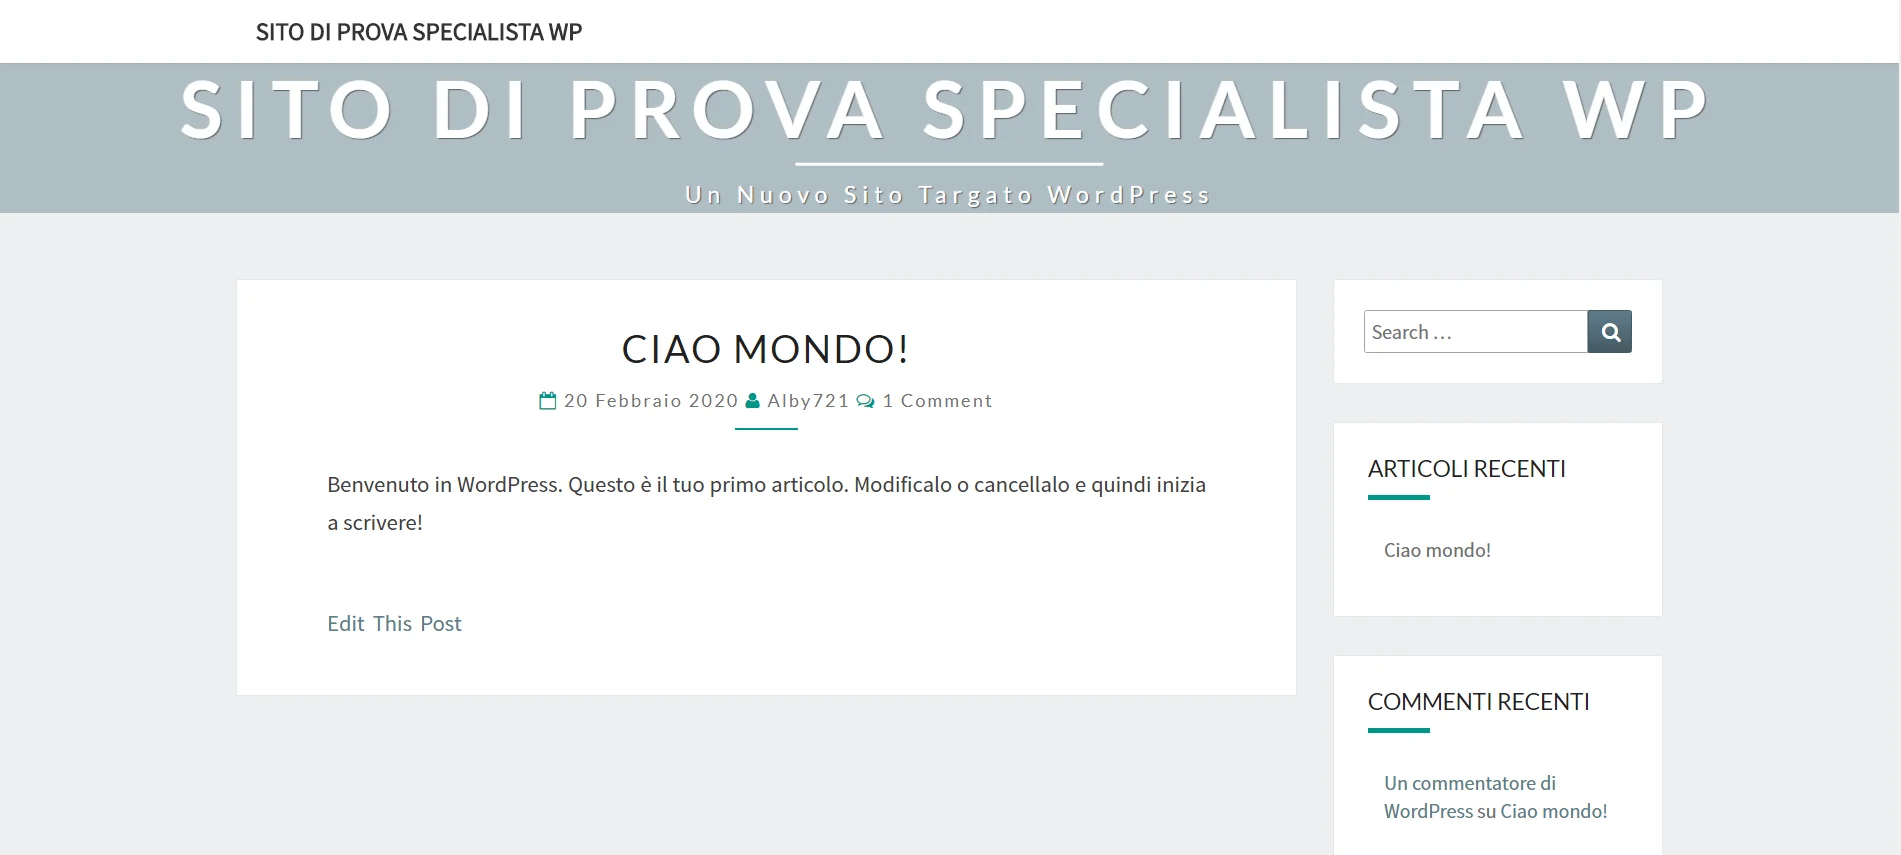 SITO DI PROVA SPECIALISTA WP
SITO DI PROVA SPECIALISTA WP
Un Nuovo Sito Targato WordPress
CIAO MONDO!
20 Febbraio 2020 Alby721 1 Comment
Benvenuto in WordPress. Questo è il tuo primo articolo. Modificalo o cancellalo e quindi inizia
a scrivere!
Edit This Post
Search …
ARTICOLI RECENTI
Ciao mondo!
COMMENTI RECENTI
Un commentatore di
WordPress su Ciao mondo!